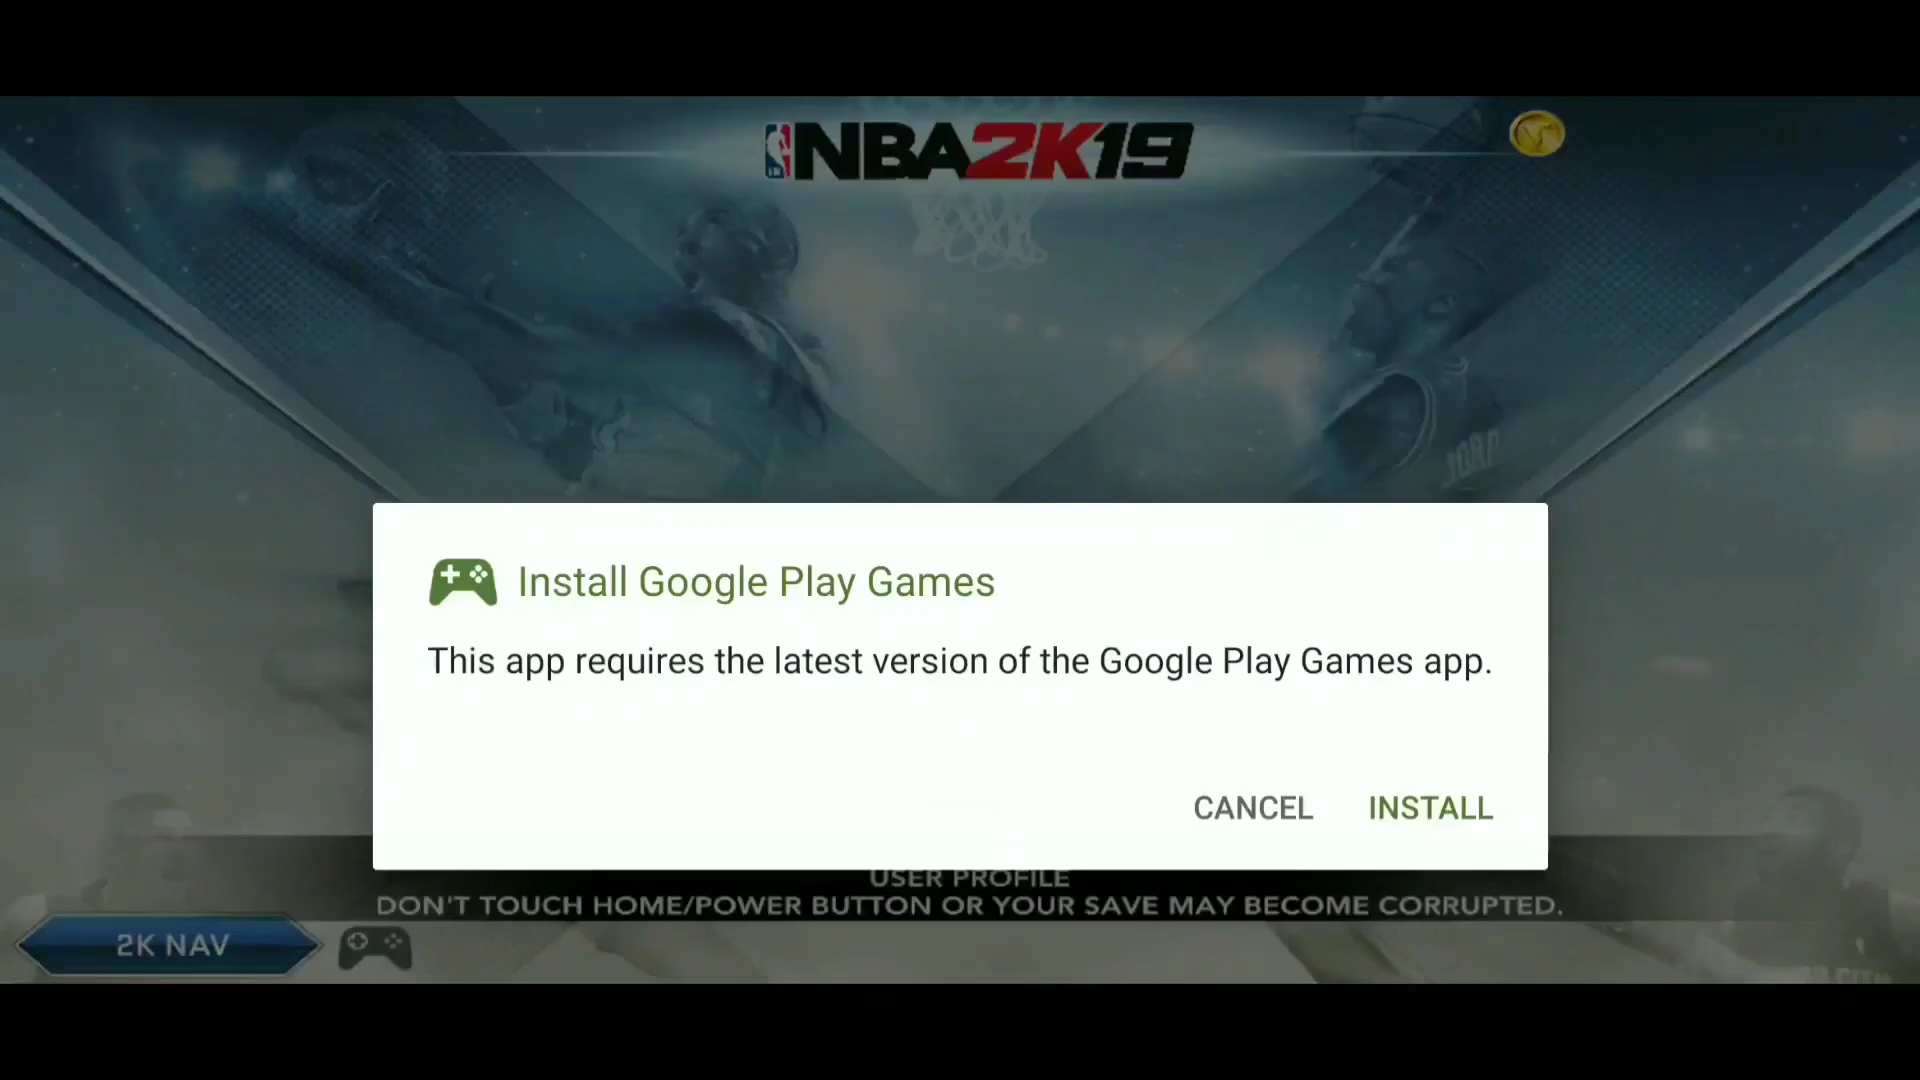 NBA2K19
JORD
Install Google Play Games
This app requires the latest version of the Google Play Games app.
CANCEL INSTALL
USER PROFILE
DON'T TOUCH HOME/POWER BUTTON OR YOUR SAVE MAY BECOME CORRUPTED.
2K NAV